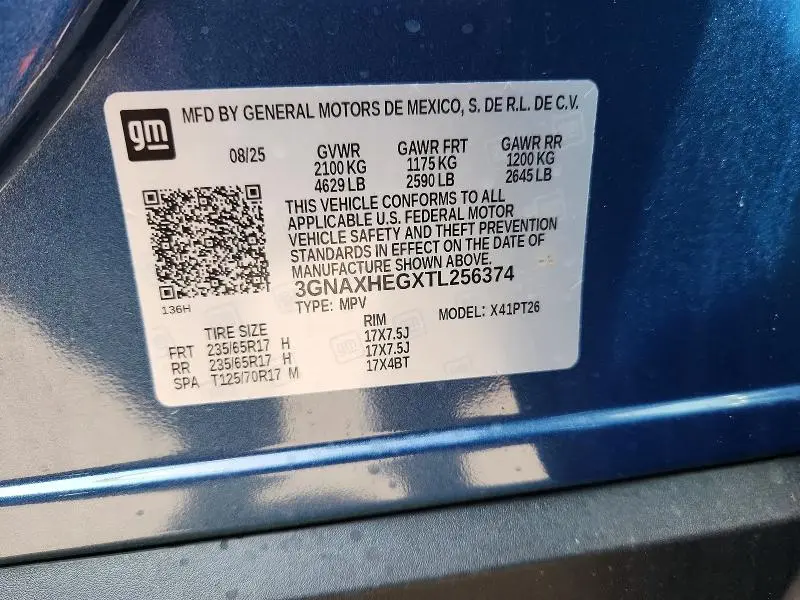 gm
MFD BY GENERAL MOTORS DE MEXICO, S. DE R.L. DE C.V.
08/25 GVWR GAWR FRT GAWR RR
2100 KG 1175 KG 1200 KG
4629 LB 2590 LB 2645 LB
THIS VEHICLE CONFORMS TO ALL
APPLICABLE U.S. FEDERAL MOTOR
VEHICLE SAFETY AND THEFT PREVENTION
STANDARDS IN EFFECT ON THE DATE OF
MANUFACTURE SHOWN ABOVE.
3GNAXHEGXTL256374
136H
TYPE: MPV MODEL: X41PT26
TIRE SIZE RIM
FRT 235/65R17 H 17X7.5J
RR 235/65R17 H 17X7.5J
SPA T125/70R17 M 17X4BT